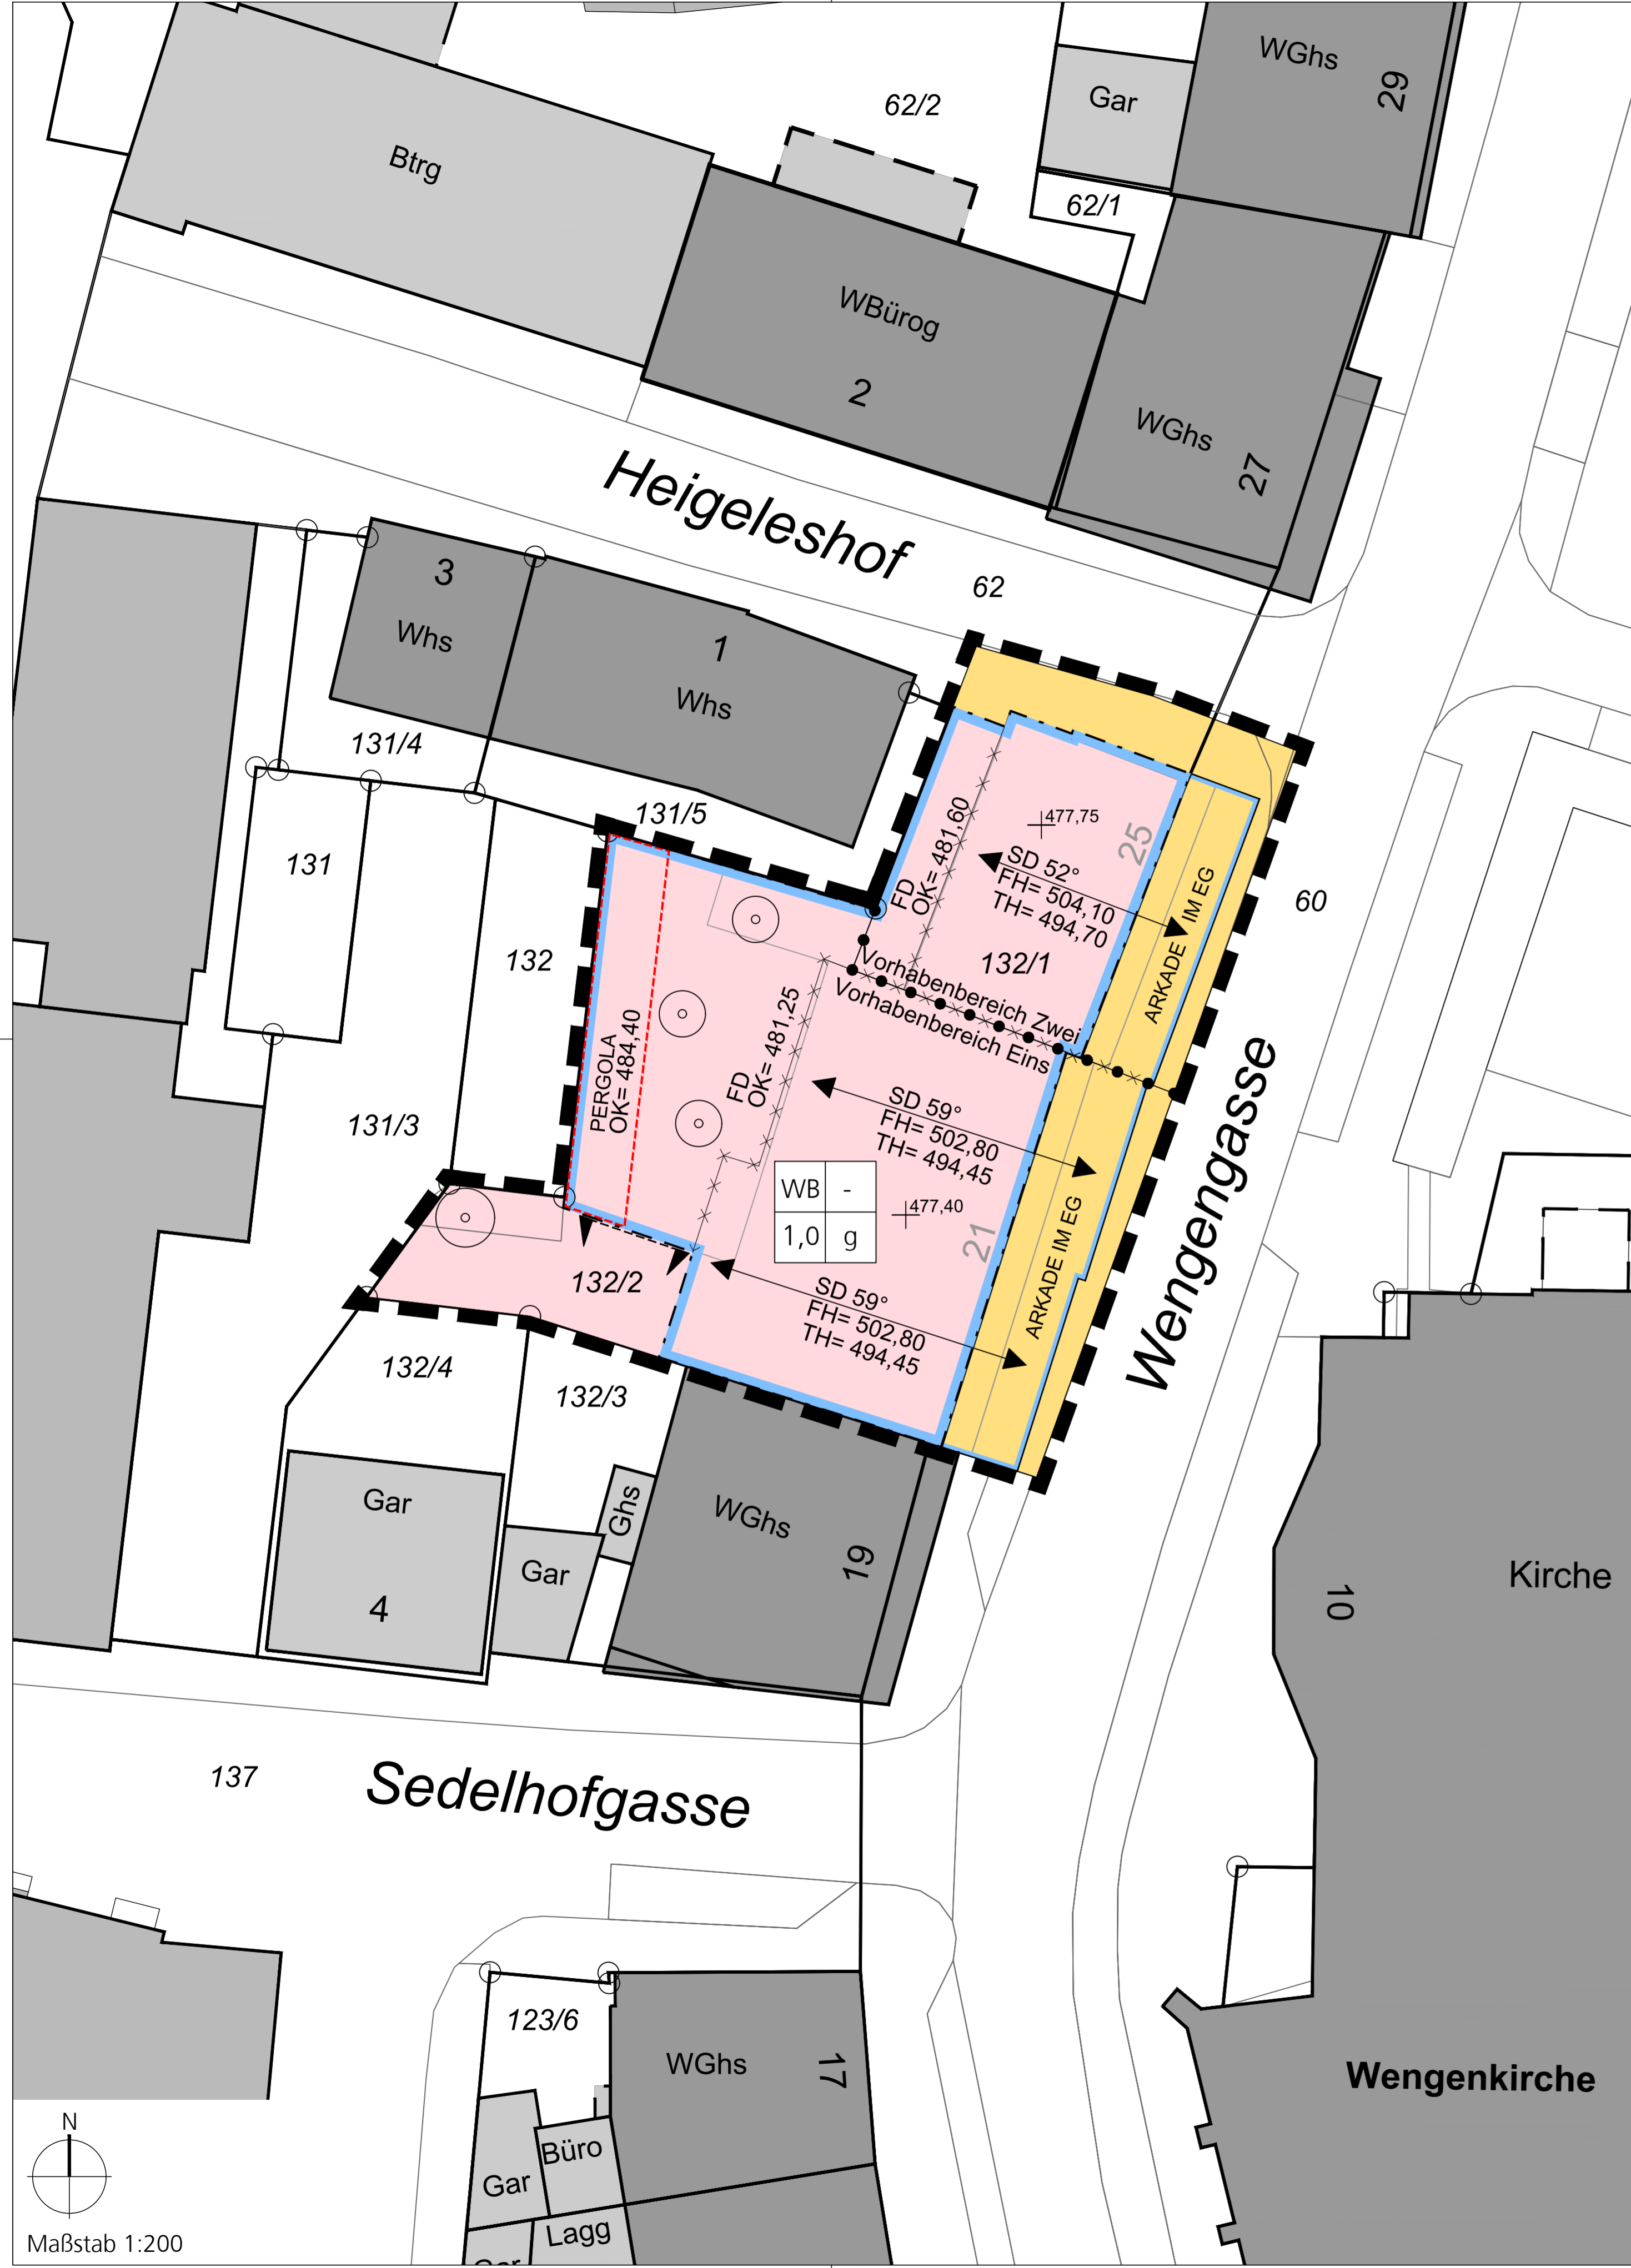 WGhs
29
Gar
62/2
Btrg
62/1
WBürog
2
WGhs
27
Heigeleshof
62
3
Whs
1
Whs
131/4
131/5
131
132
131/3
477,75
25
FD
OK= 481,60
SD 52°
FH= 504,10
TH= 494,70
ARKADE IM EG
60
132/1
Vorhabenbereich Zwei
Vorhabenbereich Eins
PERGOLA
OK= 484,40
FD
OK= 481,25
SD 59°
FH= 502,80
TH= 494,45
WB -
1,0 g
477,40
21
ARKADE IM EG
Wengengasse
132/2
SD 59°
FH= 502,80
TH= 494,45
132/4
132/3
Gar
4
Gar
Ghs
WGhs
19
10
Kirche
137
Sedelhofgasse
123/6
WGhs
17
Wengenkirche
Büro
Gar
Lagg
Gar
N
Maßstab 1:200